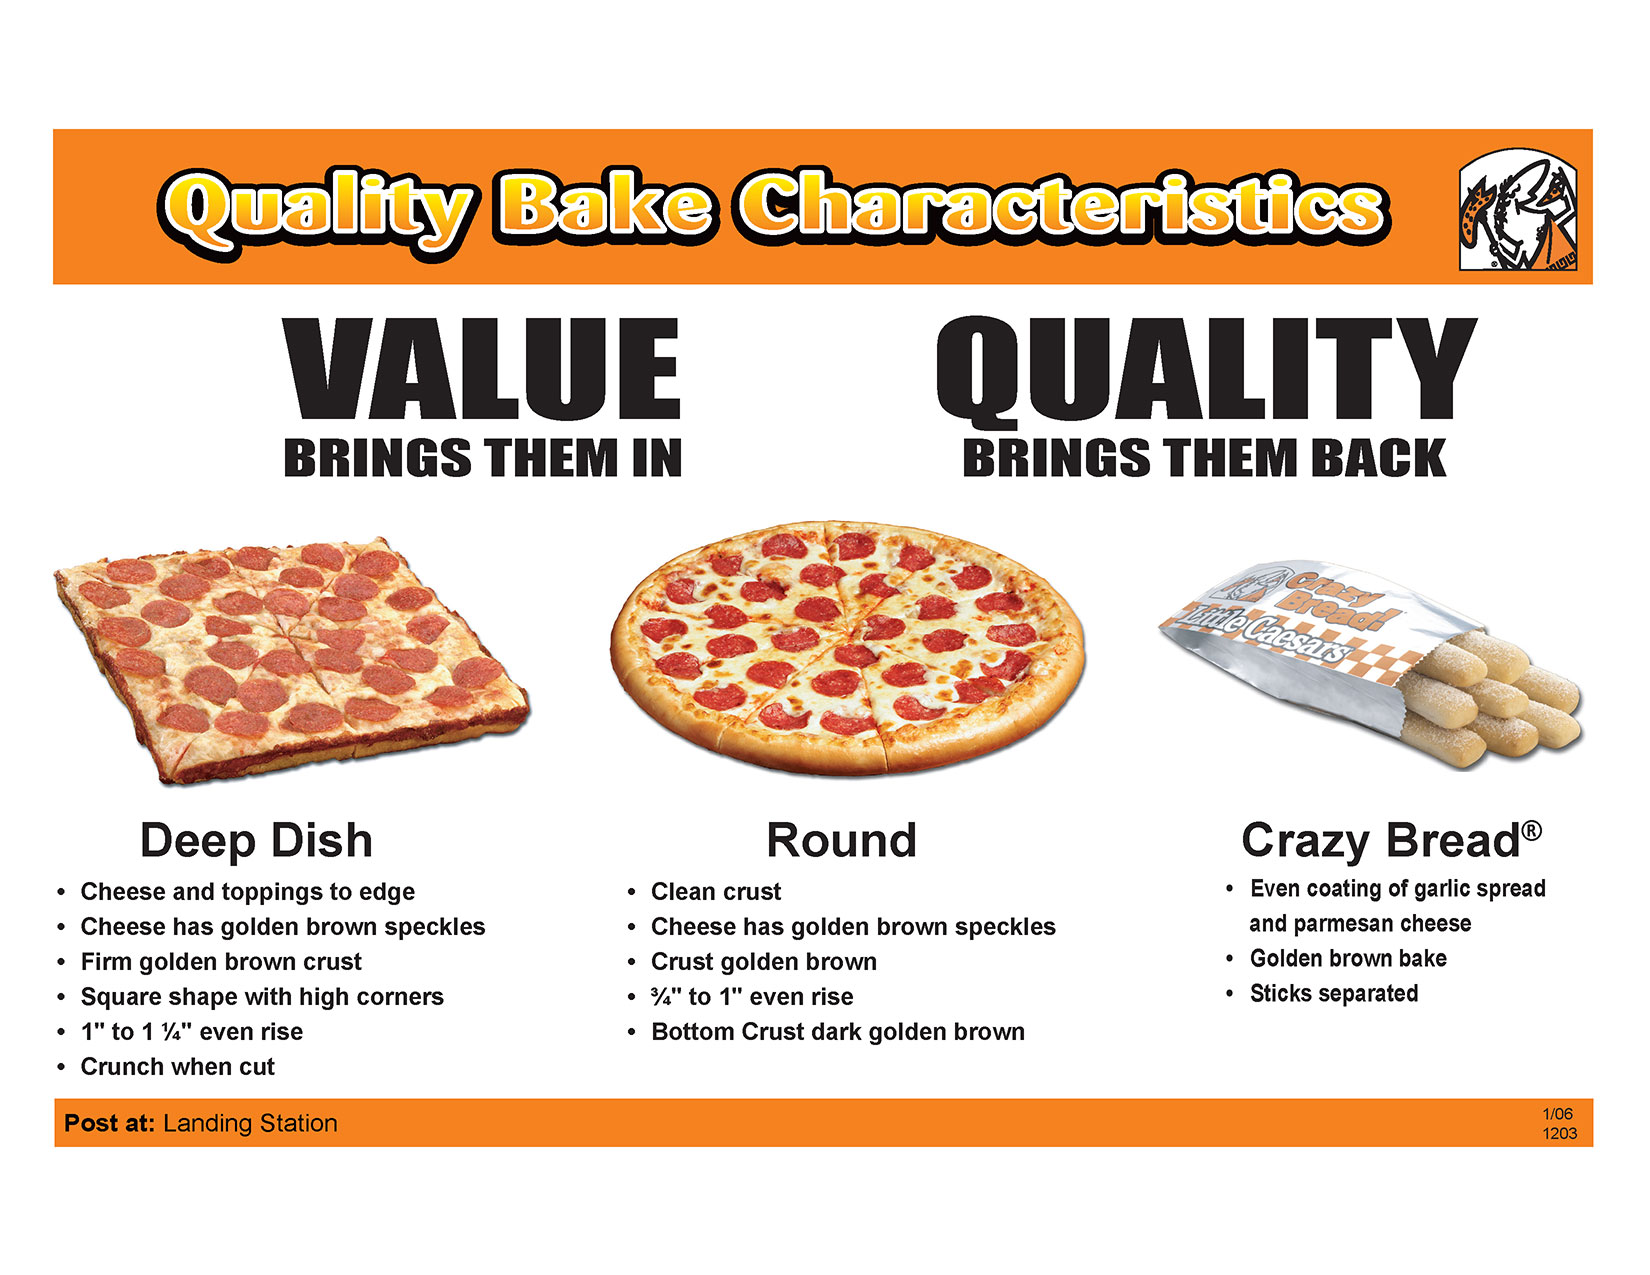 Quality Bake Characteristics
VALUE
BRINGS THEM IN
QUALITY
BRINGS THEM BACK
Crazy
Bread!
Little Caesars
Deep Dish
• Cheese and toppings to edge
• Cheese has golden brown speckles
• Firm golden brown crust
• Square shape with high corners
• 1" to 1 ¼" even rise
• Crunch when cut
Round
• Clean crust
• Cheese has golden brown speckles
• Crust golden brown
• ¾" to 1" even rise
• Bottom Crust dark golden brown
Crazy Bread®
• Even coating of garlic spread
and parmesan cheese
• Golden brown bake
• Sticks separated
Post at: Landing Station
1/06
1203